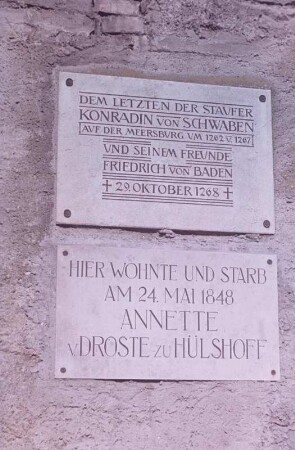 DEM LETZTEN DER STAUFER
KONRADIN VON SCHWABEN
AUF DER MEERSBURG UM 1262 U. 1267
UND SEINEM FREUNDE
FRIEDRICH VON BADEN
+ 29. OKTOBER 1268 +
HIER WOHNTE UND STARB
AM 24. MAI 1848
ANNETTE
v. DROSTE ZU HÜLSHOFF